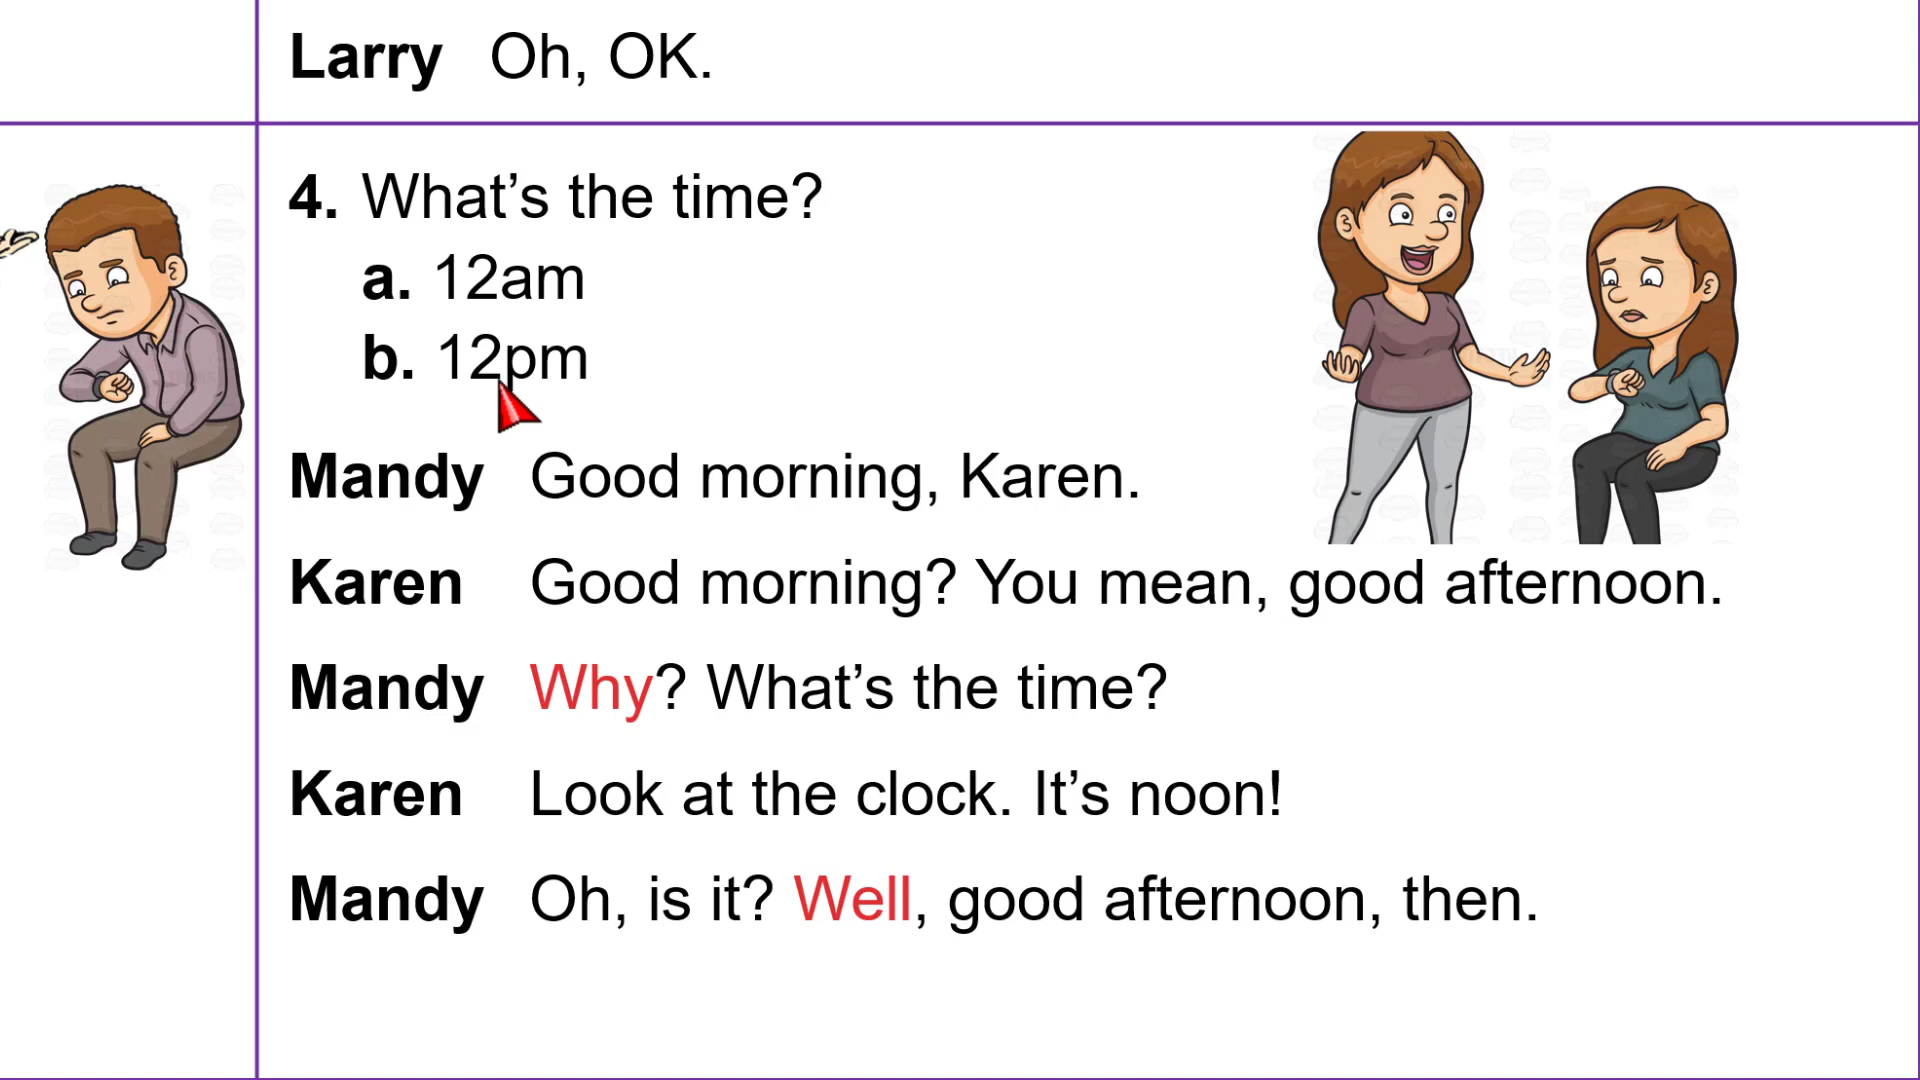 Larry Oh, OK.
4. What’s the time?
a. 12am
b. 12pm
Mandy Good morning, Karen.
Karen Good morning? You mean, good afternoon.
Mandy Why? What’s the time?
Karen Look at the clock. It’s noon!
Mandy Oh, is it? Well, good afternoon, then.